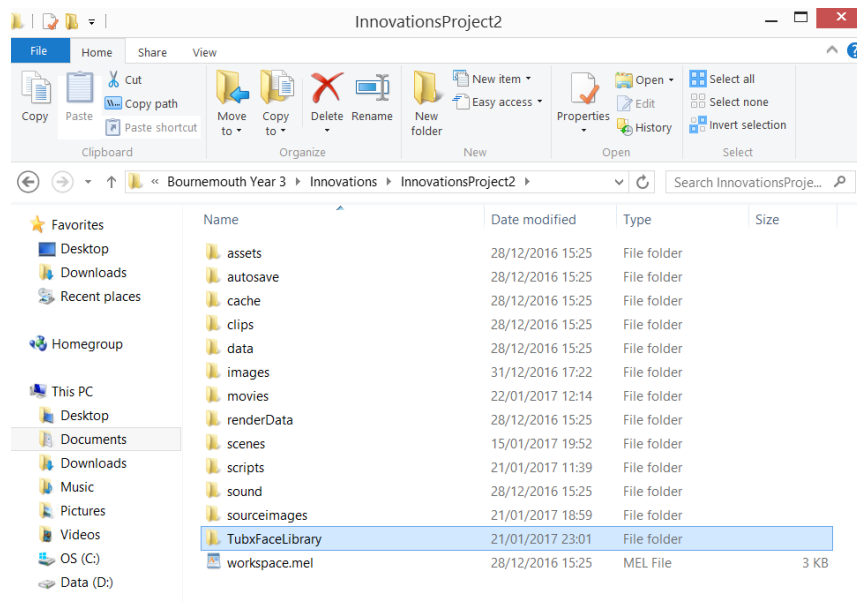 InnovationsProject2
File Home Share View
Copy
Paste
Cut
Copy path
Paste shortcut
Move to
Copy to
Delete
Rename
New folder
New item
Easy access
Properties
Open
Edit
History
Select all
Select none
Invert selection
Clipboard Organize New Open Select
« Bournemouth Year 3 Innovations InnovationsProject2 Search InnovationsProje...
Favorites
Desktop
Downloads
Recent places
Homegroup
This PC
Desktop
Documents
Downloads
Music
Pictures
Videos
OS (C:)
Data (D:)
Name Date modified Type Size
assets 28/12/2016 15:25 File folder
autosave 28/12/2016 15:25 File folder
cache 28/12/2016 15:25 File folder
clips 28/12/2016 15:25 File folder
data 28/12/2016 15:25 File folder
images 31/12/2016 17:22 File folder
movies 22/01/2017 12:14 File folder
renderData 28/12/2016 15:25 File folder
scenes 15/01/2017 19:52 File folder
scripts 21/01/2017 11:39 File folder
sound 28/12/2016 15:25 File folder
sourceimages 21/01/2017 18:59 File folder
TubxFaceLibrary 21/01/2017 23:01 File folder
workspace.mel 28/12/2016 15:25 MEL File 3 KB